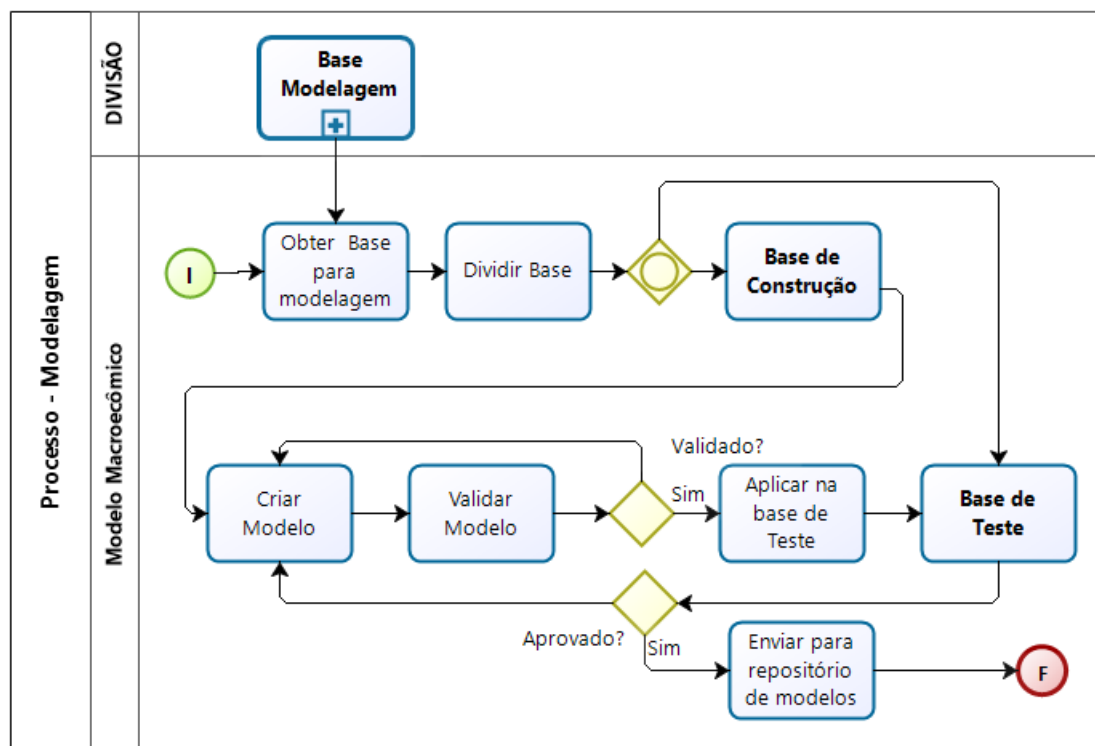 Processo - Modelagem
DIVISÃO
Base
Modelagem
Modelo Macroecômico
I
Obter Base
para
modelagem
Dividir Base
Base de
Construção
Criar
Modelo
Validar
Modelo
Validado?
Sim
Aplicar na
base de
Teste
Base de
Teste
Aprovado?
Sim
Enviar para
repositório
de modelos
F